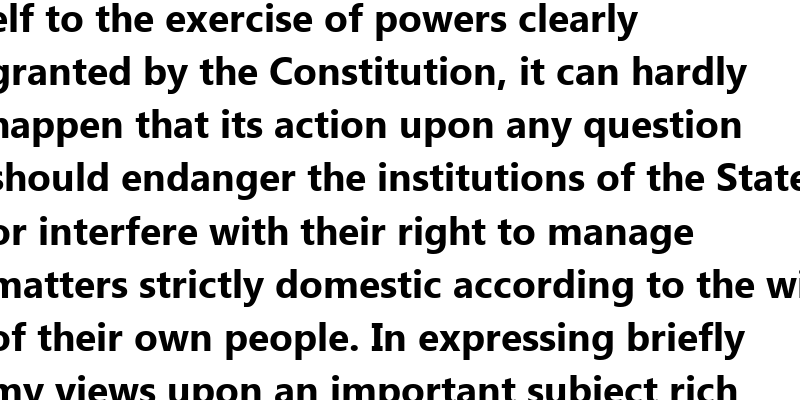 elf to the exercise of powers clearly
granted by the Constitution, it can hardly
happen that its action upon any question
should endanger the institutions of the State
or interfere with their right to manage
matters strictly domestic according to the wi
of their own people. In expressing briefly
my views upon an important subject rich